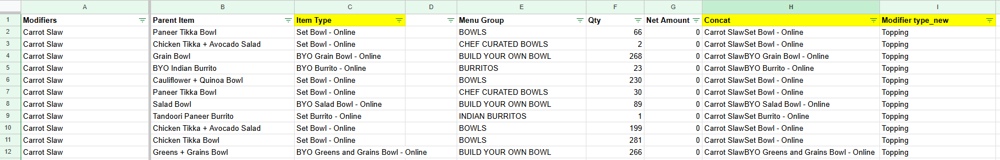 A B C D E F G H I
1 Modifiers Parent Item Item Type Menu Group Qty Net Amount Concat Modifier type_new
2 Carrot Slaw Paneer Tikka Bowl Set Bowl - Online BOWLS 66 0 Carrot SlawSet Bowl - Online Topping
3 Carrot Slaw Chicken Tikka + Avocado Salad Set Bowl - Online CHEF CURATED BOWLS 2 0 Carrot SlawSet Bowl - Online Topping
4 Carrot Slaw Grain Bowl BYO Grain Bowl - Online BUILD YOUR OWN BOWL 268 0 Carrot SlawBYO Grain Bowl - Online Topping
5 Carrot Slaw BYO Indian Burrito BYO Burrito - Online BURRITOS 23 0 Carrot SlawBYO Burrito - Online Topping
6 Carrot Slaw Cauliflower + Quinoa Bowl Set Bowl - Online BOWLS 230 0 Carrot SlawSet Bowl - Online Topping
7 Carrot Slaw Paneer Tikka Bowl Set Bowl - Online CHEF CURATED BOWLS 30 0 Carrot SlawSet Bowl - Online Topping
8 Carrot Slaw Salad Bowl BYO Salad Bowl - Online BUILD YOUR OWN BOWL 89 0 Carrot SlawBYO Salad Bowl - Online Topping
9 Carrot Slaw Tandoori Paneer Burrito Set Burrito - Online INDIAN BURRITOS 1 0 Carrot SlawSet Burrito - Online Topping
10 Carrot Slaw Chicken Tikka + Avocado Salad Set Bowl - Online BOWLS 199 0 Carrot SlawSet Bowl - Online Topping
11 Carrot Slaw Chicken Tikka Bowl Set Bowl - Online BOWLS 281 0 Carrot SlawSet Bowl - Online Topping
12 Carrot Slaw Greens + Grains Bowl BYO Greens and Grains Bowl - Online BUILD YOUR OWN BOWL 266 0 Carrot SlawBYO Greens and Grains Bowl - Online Topping